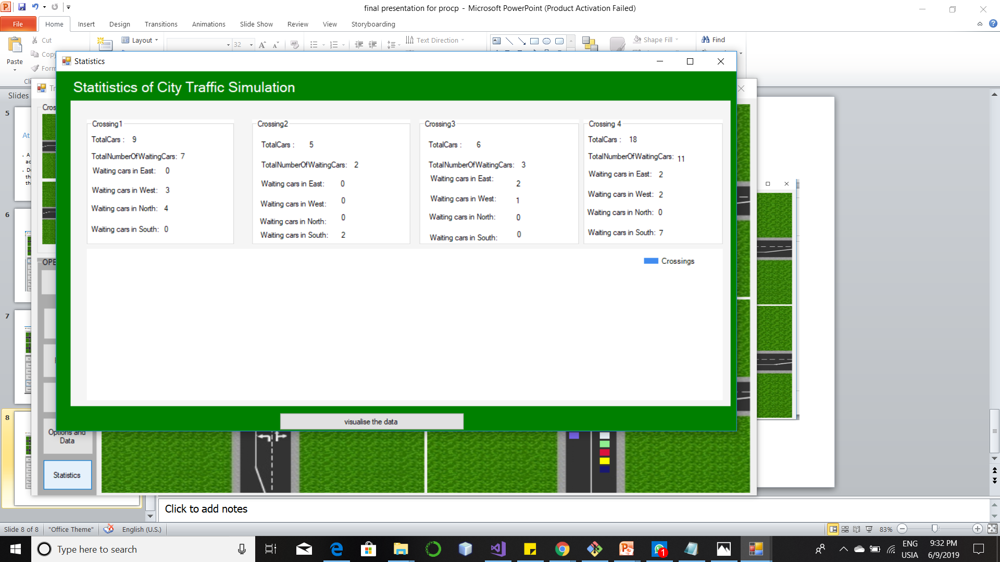 final presentation for procp - Microsoft PowerPoint (Product Activation Failed)
File Home Insert Design Transitions Animations Slide Show Review View Storyboarding
Cut
Layout
32
Text Direction
Shape Fill
Find
Copy
Paste
Statistics
Slides
Statitistics of City Traffic Simulation
Crossing1
TotalCars : 9
TotalNumberOfWaitingCars: 7
Waiting cars in East: 0
Waiting cars in West: 3
Waiting cars in North: 4
Waiting cars in South: 0
Crossing2
TotalCars : 5
TotalNumberOfWaitingCars: 2
Waiting cars in East: 0
Waiting cars in West: 0
Waiting cars in North: 0
Waiting cars in South: 2
Crossing3
TotalCars : 6
TotalNumberOfWaitingCars: 3
Waiting cars in East: 2
Waiting cars in West: 1
Waiting cars in North: 0
Waiting cars in South: 0
Crossing 4
TotalCars : 18
TotalNumberOfWaitingCars: 11
Waiting cars in East: 2
Waiting cars in West: 2
Waiting cars in North: 0
Waiting cars in South: 7
Crossings
visualise the data
5
At
6
7
8
Options and
Data
Statistics
Click to add notes
Slide 8 of 8 "Office Theme" English (U.S.) 83%
Type here to search
1
ENG
USIA
9:32 PM
6/9/2019